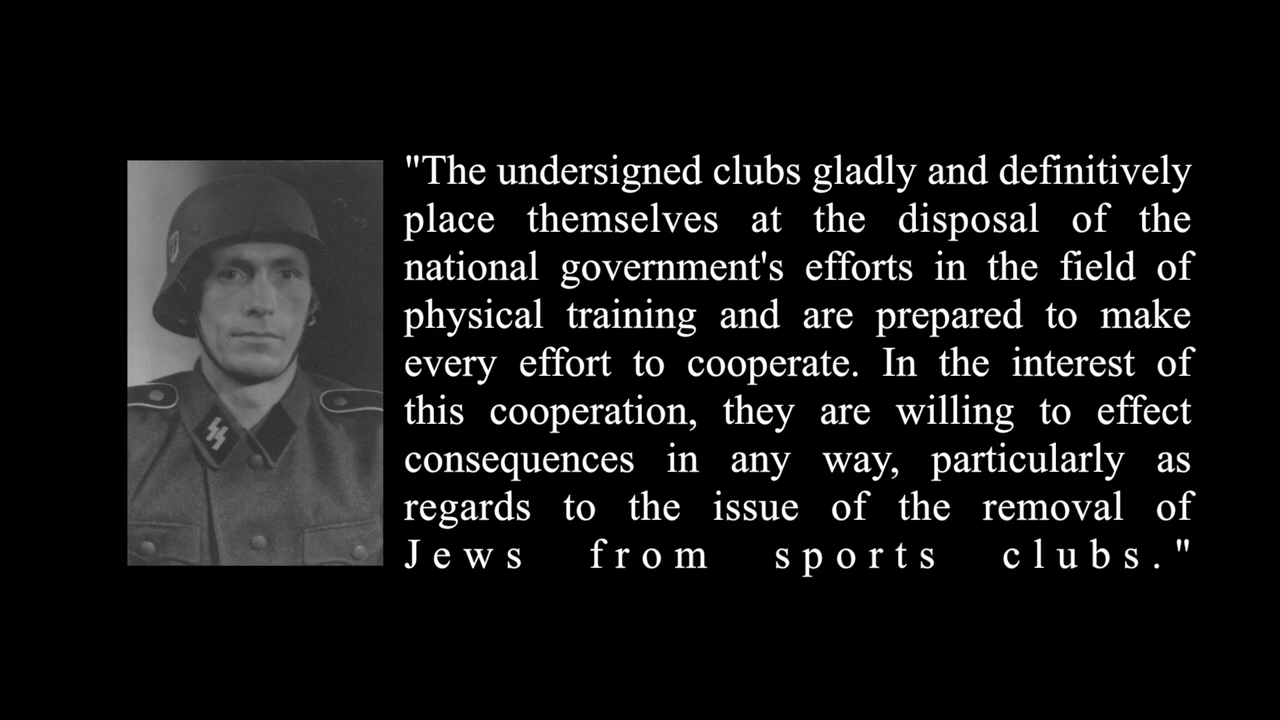 "The undersigned clubs gladly and definitively
place themselves at the disposal of the
national government's efforts in the field of
physical training and are prepared to make
every effort to cooperate. In the interest of
this cooperation, they are willing to effect
consequences in any way, particularly as
regards to the issue of the removal of
Jews from sports clubs."